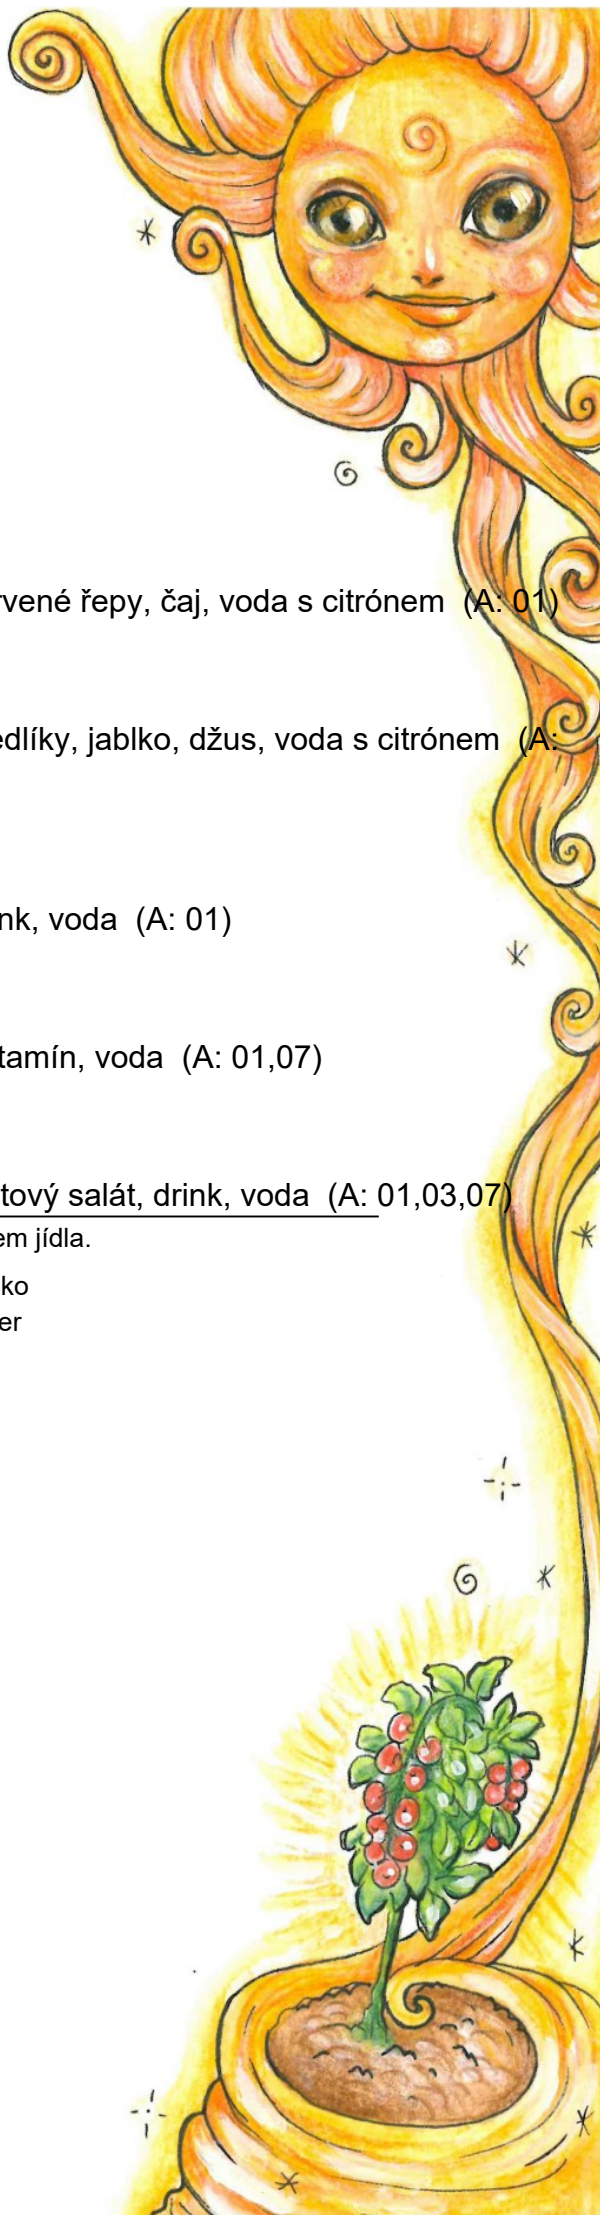 rvené řepy, čaj, voda s citrónem (A: 01)
edlíky, jablko, džus, voda s citrónem (A:
nk, voda (A: 01)
tamín, voda (A: 01,07)
tový salát, drink, voda (A: 01,03,07)
em jídla.
ko
er